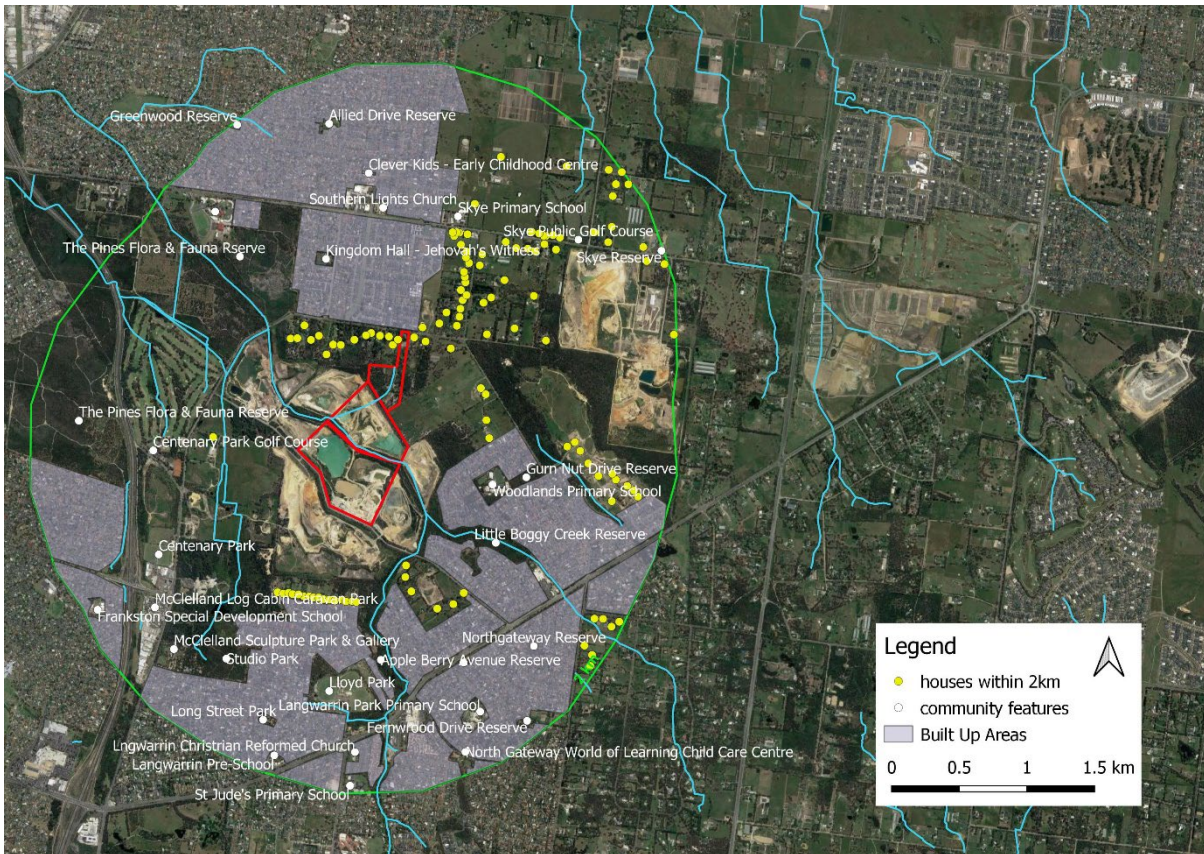 Greenwood Reserve
Allied Drive Reserve
Clever Kids - Early Childhood Centre
Southern Lights Church
Skye Primary School
Skye Public Golf Course
The Pines Flora & Fauna Rserve
Kingdom Hall - Jehovah's Witness
Skye Reserve
The Pines Flora & Fauna Reserve
Centenary Park Golf Course
Gurn Nut Drive Reserve
Woodlands Primary School
Little Boggy Creek Reserve
Centenary Park
McClelland Log Cabin Caravan Park
Frankston Special Development School
McClelland Sculpture Park & Gallery
Northgateway Reserve
Studio Park
Apple Berry Avenue Reserve
Lloyd Park
Long Street Park
Langwarrin Park Primary School
Fernwood Drive Reserve
Lngwarrin Christian Reformed Church
North Gateway World of Learning Child Care Centre
Langwarrin Pre-School
St Jude's Primary School
Legend
houses within 2km
community features
Built Up Areas
0 0.5 1 1.5 km